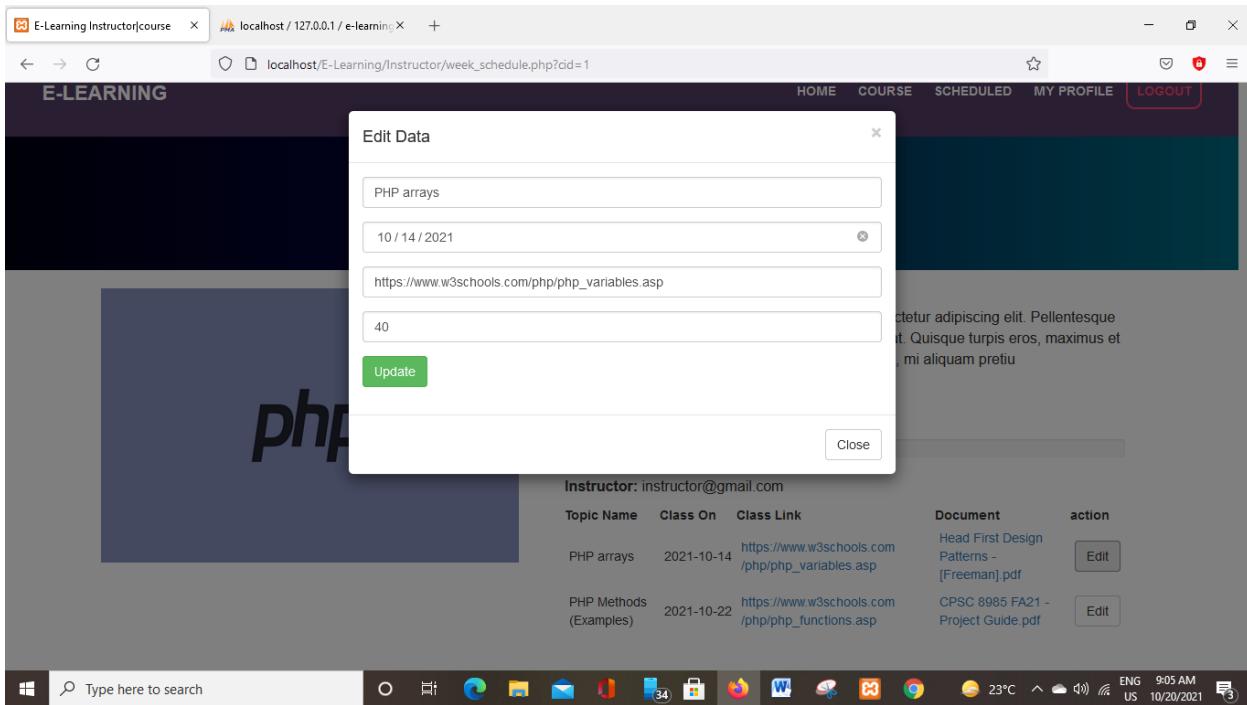 E-Learning Instructor|course
localhost / 127.0.0.1 / e-learning
localhost/E-Learning/Instructor/week_schedule.php?cid=1
E-LEARNING
HOME COURSE SCHEDULED MY PROFILE LOGOUT
Edit Data
PHP arrays
10 / 14 / 2021
https://www.w3schools.com/php/php_variables.asp
40
Update
Close
php
ctetur adipiscing elit. Pellentesque
t. Quisque turpis eros, maximus et
, mi aliquam pretiu
Instructor: instructor@gmail.com
Topic Name Class On Class Link Document action
PHP arrays 2021-10-14 https://www.w3schools.com
/php/php_variables.asp
Head First Design
Patterns -
[Freeman].pdf
Edit
PHP Methods
(Examples)
2021-10-22
https://www.w3schools.com
/php/php_functions.asp
CPSC 8985 FA21 -
Project Guide.pdf
Edit
Type here to search
34
23°C
ENG
US
9:05 AM
10/20/2021
3